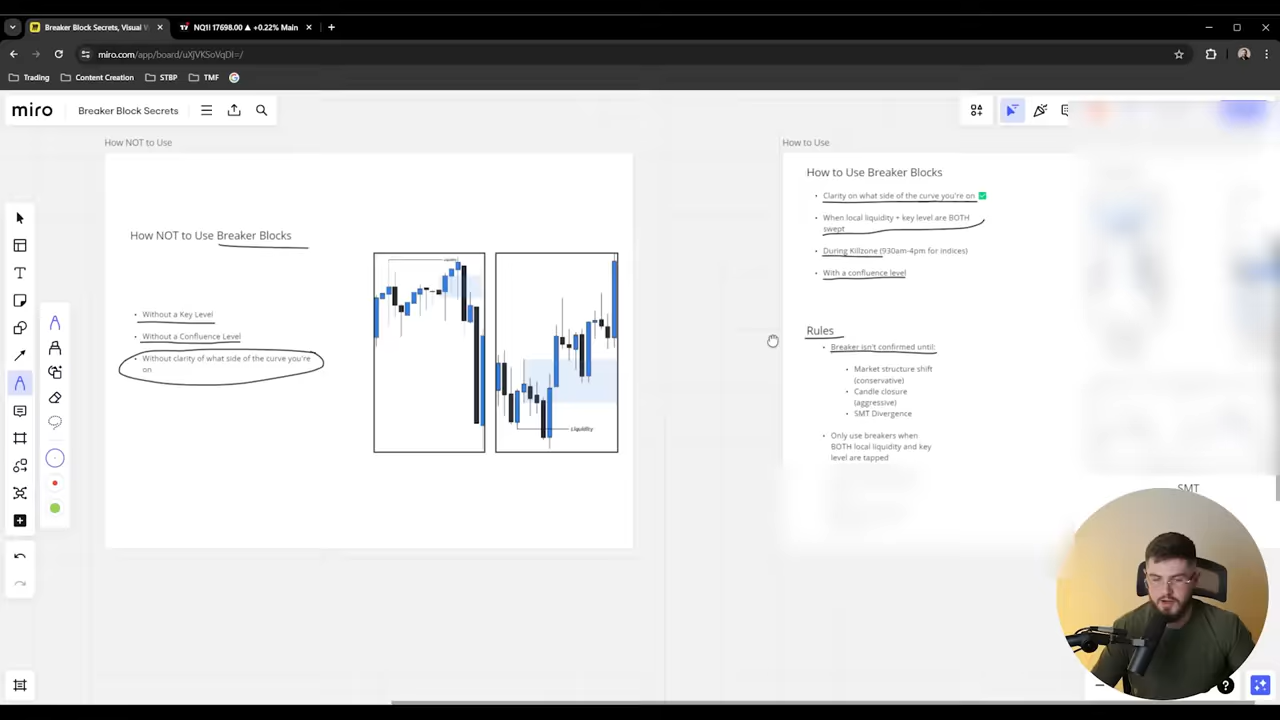 Breaker Block Secrets, Visual
NQ1! 17698.00 ▲ +0.22% Main
miro.com/app/board/uXjVKSoVqDI=/
Trading
Content Creation
STBP
TMF
miro
Breaker Block Secrets
How NOT to Use
How NOT to Use Breaker Blocks
• Without a Key Level
• Without a Confluence Level
• Without clarity of what side of the curve you're
on
Liquidity
How to Use
How to Use Breaker Blocks
• Clarity on what side of the curve you're on ✅
• When local liquidity + key level are BOTH
swept
• During Killzone (930am-4pm for indices)
• With a confluence level
Rules
• Breaker isn't confirmed until:
• Market structure shift
(conservative)
• Candle closure
(aggressive)
• SMT Divergence
• Only use breakers when
BOTH local liquidity and key
level are tapped
SMT